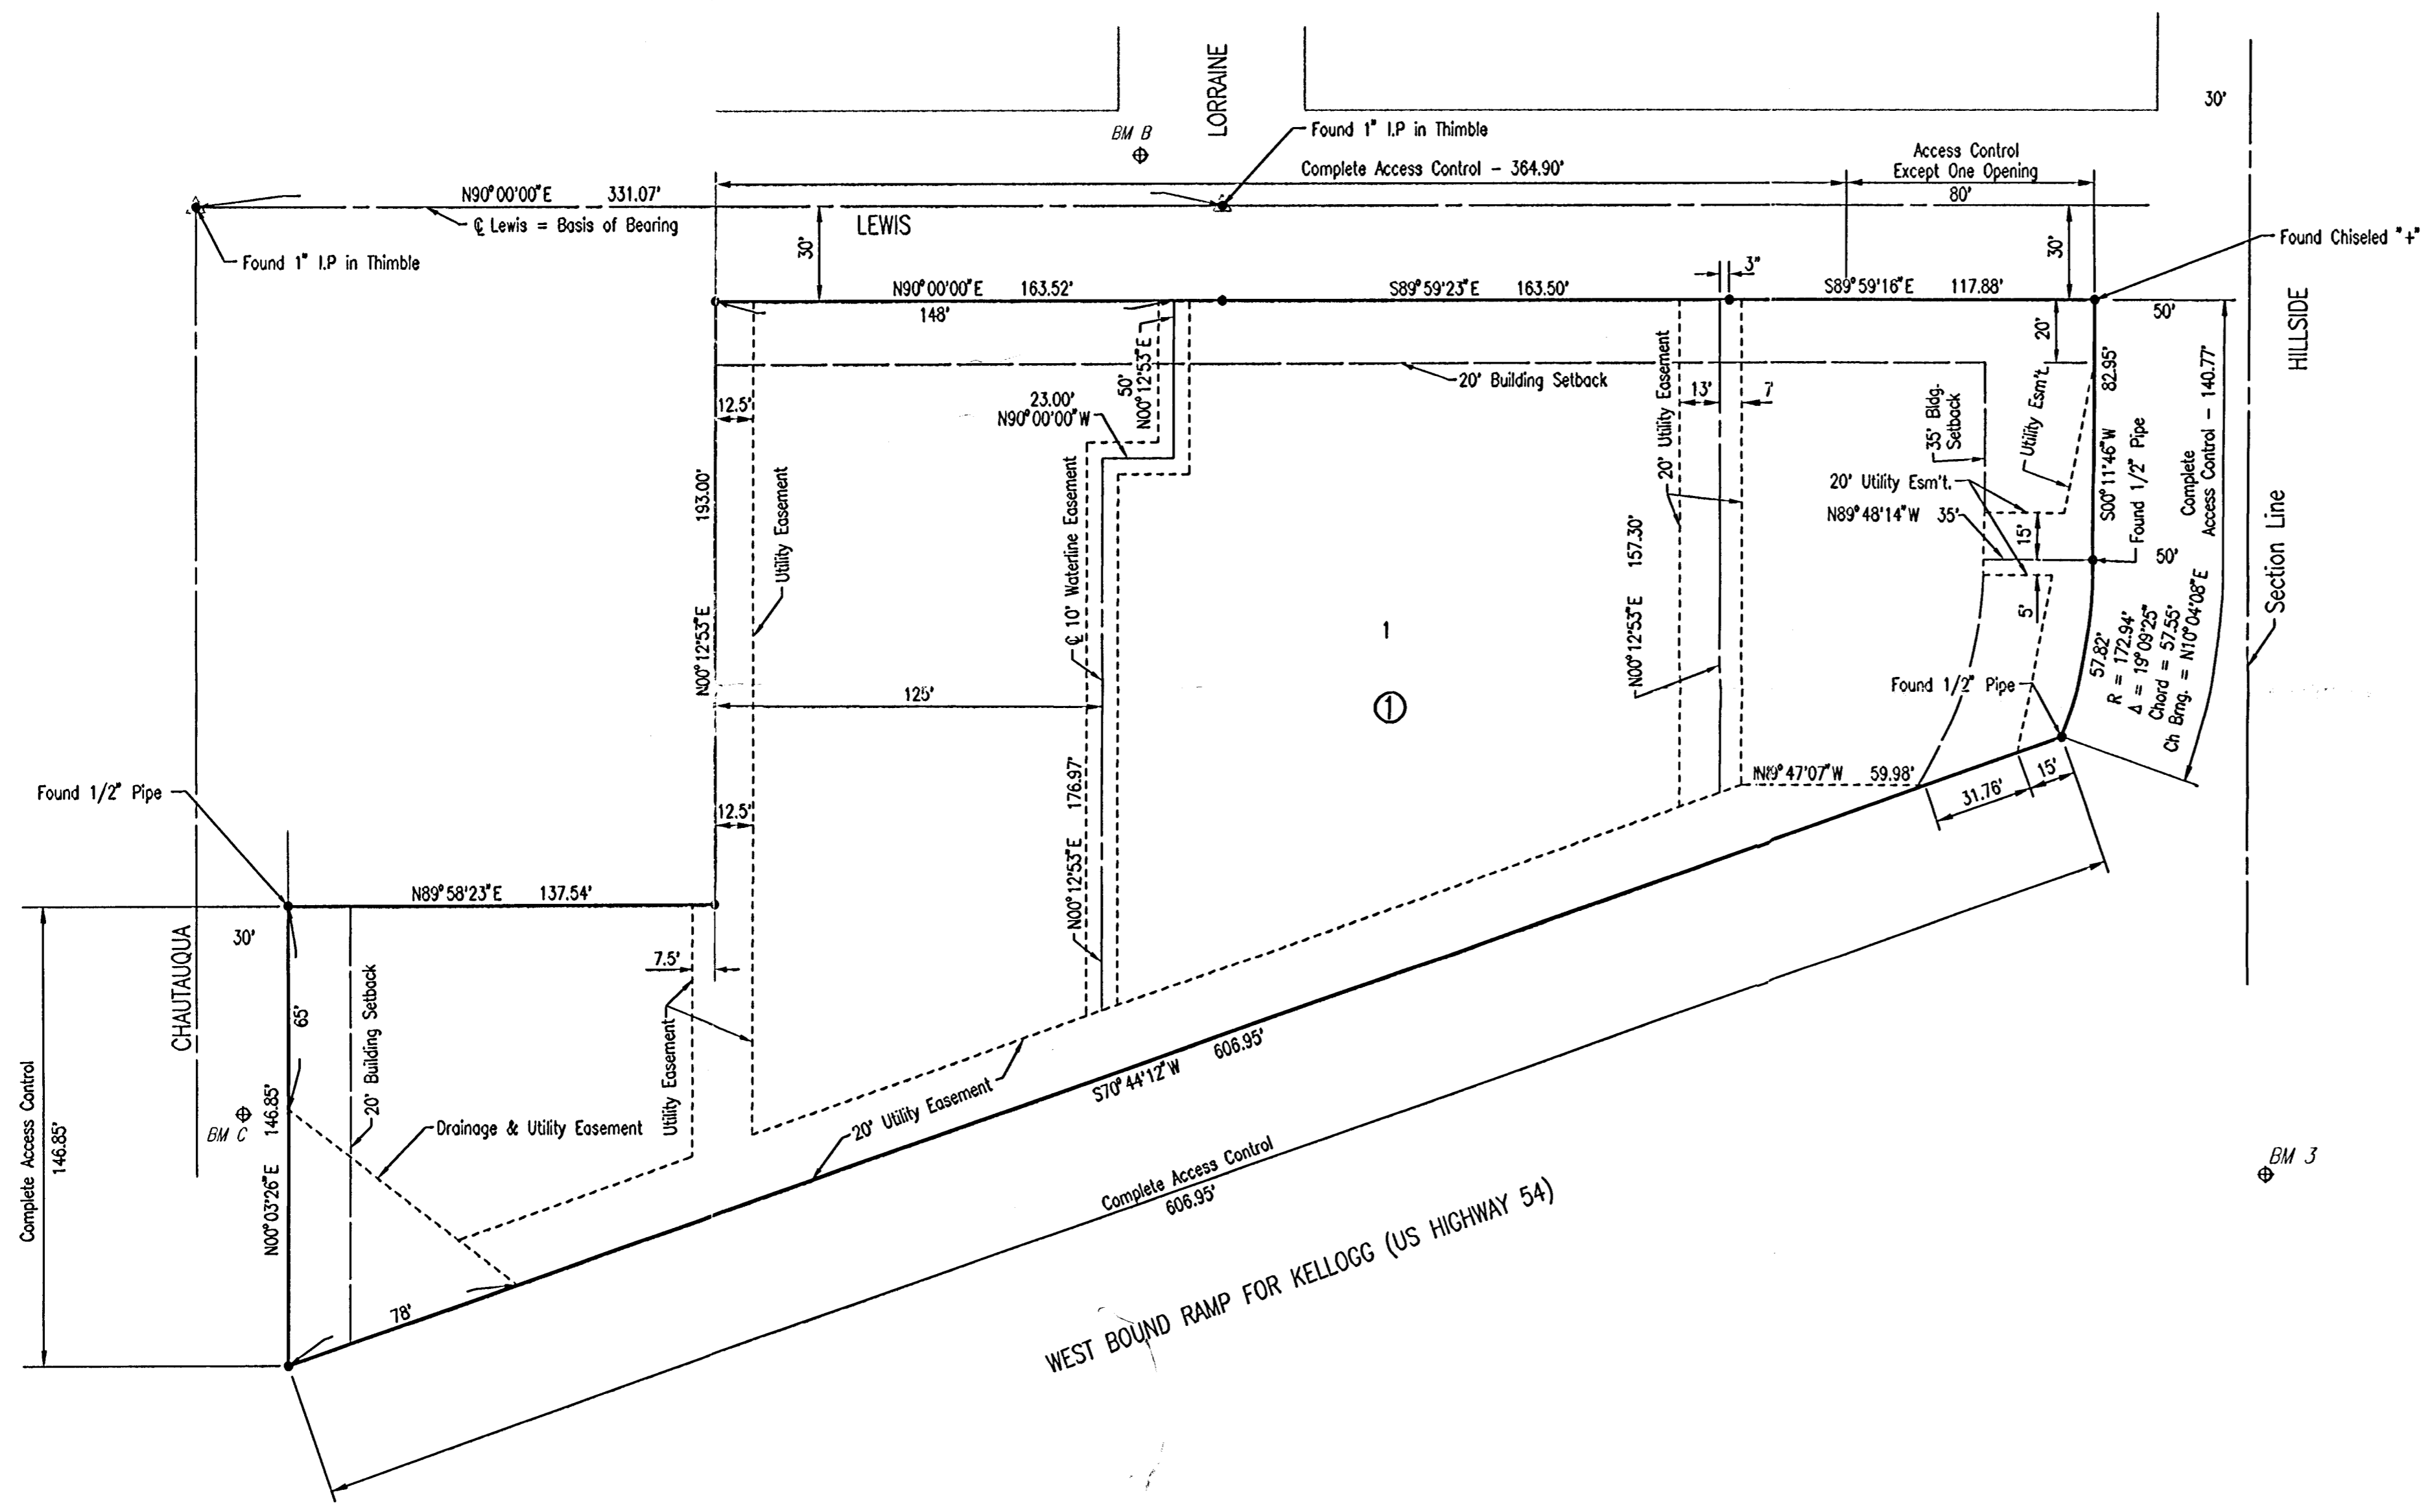 LORRAINE
30'
BM B
Found 1" I.P in Thimble
Access Control
Except One Opening
80'
Complete Access Control - 364.90'
N90°00'00"E 331.07'
℄ Lewis = Basis of Bearing
LEWIS
30'
30'
Found Chiseled "+"
Found 1" I.P in Thimble
3"
N90°00'00"E 163.52'
148'
S89°59'23"E 163.50'
S89°59'16"E 117.88'
50'
HILLSIDE
20'
20' Building Setback
50'
N00°12'53"E
23.00'
N90°00'00"W
12.5'
13'
7'
20' Utility Easement
35' Bldg.
Setback
Utility Esm't.
S00°11'46"W 82.95'
Found 1/2" Pipe
Complete
Access Control - 140.77'
193.00'
N00°12'53"E
Utility Easement
℄ 10' Waterline Easement
20' Utility Esm't.
N89°48'14"W 35'
15'
50'
5'
Section Line
N00°12'53"E 157.30'
1
1
125'
57.82'
R = 172.94'
Δ = 19°09'25"
Chord = 57.55'
Ch Brng. = N10°04'08"E
Found 1/2" Pipe
N89°47'07"W 59.98'
31.76'
15'
Found 1/2" Pipe
12.5'
N00°12'53"E 176.97'
N89°58'23"E 137.54'
30'
CHAUTAUQUA
7.5'
65'
20' Building Setback
Utility Easement
Complete Access Control
146.85'
N00°03'26"E 146.85'
BM C
Drainage & Utility Easement
20' Utility Easement
S70°44'12"W 606.95'
Complete Access Control
606.95'
BM 3
78'
WEST BOUND RAMP FOR KELLOGG (US HIGHWAY 54)